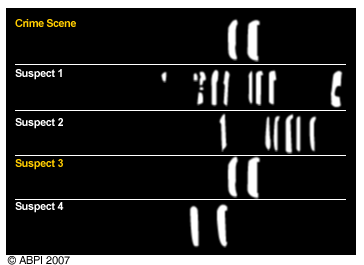 Crime Scene
Suspect 1
Suspect 2
Suspect 3
Suspect 4
© ABPI 2007